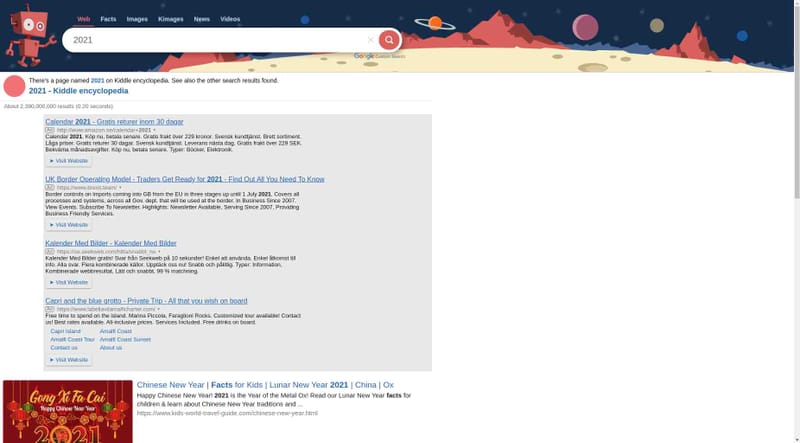 Web Facts Images Kimages News Videos
2021
Google Custom Search
There's a page named 2021 on Kiddle encyclopedia. See also the other search results found.
2021 - Kiddle encyclopedia
About 2,390,000,000 results (0.20 seconds)
Calendar 2021 - Gratis returer inom 30 dagar
Ad http://www.amazon.se/calendar+2021
Calendar 2021. Köp nu, betala senare. Gratis frakt över 229 kronor. Svensk kundtjänst. Brett sortiment.
Låga priser. Gratis returer 30 dagar. Svensk kundtjänst. Leverans nästa dag. Gratis frakt över 229 SEK.
Bekväma månadsavgifter. Köp nu, betala senare. Typer: Böcker, Elektronik.
Visit Website
UK Border Operating Model - Traders Get Ready for 2021 - Find Out All You Need To Know
Ad https://www.brexit.team/
Border controls on imports coming into GB from the EU in three stages up until 1 July 2021. Covers all
processes and systems, across all Gov. dept. that will be used at the border. In Business Since 2007.
View Events. Subscribe To Newsletter. Highlights: Newsletter Available, Serving Since 2007, Providing
Business Friendly Services.
Visit Website
Kalender Med Bilder - Kalender Med Bilder
Kalender Med Bilder gratis! Svar från Seekweb på 10 sekunder! Enkel att använda. Enkel åtkomst till
info. Alla svar. Flera kombinerade källor. Upptäck oss nu! Snabb och pålitlig. Typer: Information,
Kombinerade webbresultat, Lätt och snabbt, 99 % matchning.
Visit Website
Capri and the blue grotto - Private Trip - All that you wish on board
Free time to spend on the island. Marina Piccola, Faraglioni Rocks. Customized tour available! Contact
us! Best rates available. All-inclusive prices. Services Included. Free drinks on board.
Capri Island Amalfi Coast
Amalfi Coast Tour Amalfi Coast Sunset
Contact us About us
Visit Website
Chinese New Year | Facts for Kids | Lunar New Year 2021 | China | Ox
Happy Chinese New Year! 2021 is the Year of the Metal Ox! Read our Lunar New Year facts for
children & learn about Chinese New Year traditions and ...
https://www.kids-world-travel-guide.com/chinese-new-year.html
Gong Xi Fa Cai
Happy Chinese New Year
2021